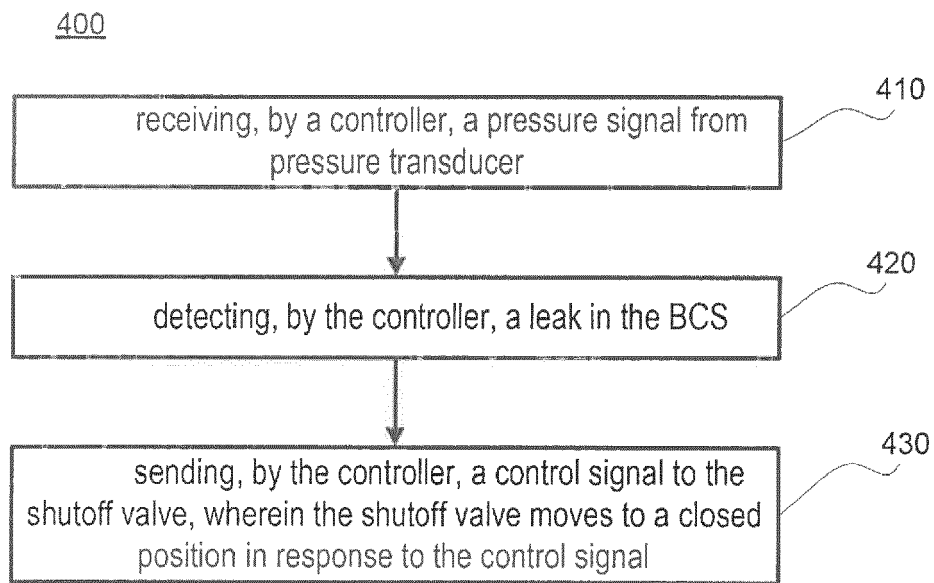 400
410
receiving, by a controller, a pressure signal from
pressure transducer
420
detecting, by the controller, a leak in the BCS
430
sending, by the controller, a control signal to the
shutoff valve, wherein the shutoff valve moves to a closed
position in response to the control signal